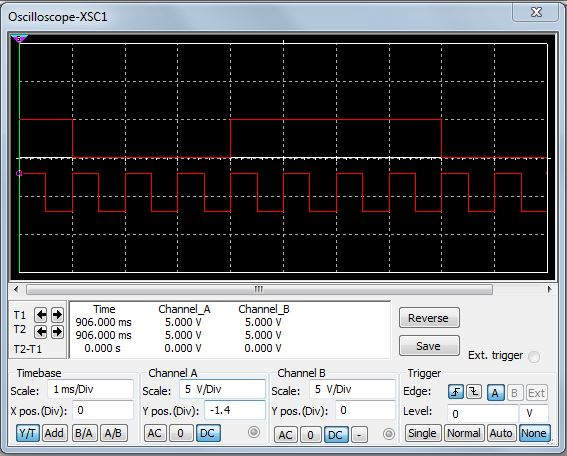 Oscilloscope-XSC1
Time Channel_A Channel_B
T1 906.000 ms 5.000 V 5.000 V
T2 906.000 ms 5.000 V 5.000 V
T2-T1 0.000 s 0.000 V 0.000 V
Reverse
Save
Ext. trigger
Timebase Channel A Channel B Trigger
Scale: 1 ms/Div Scale: 5 V/Div Scale: 5 V/Div Edge: A B Ext
X pos.(Div): 0 Y pos.(Div): -1.4 Y pos.(Div): 0 Level: 0 V
Y/T Add B/A A/B AC 0 DC AC 0 DC - Single Normal Auto None